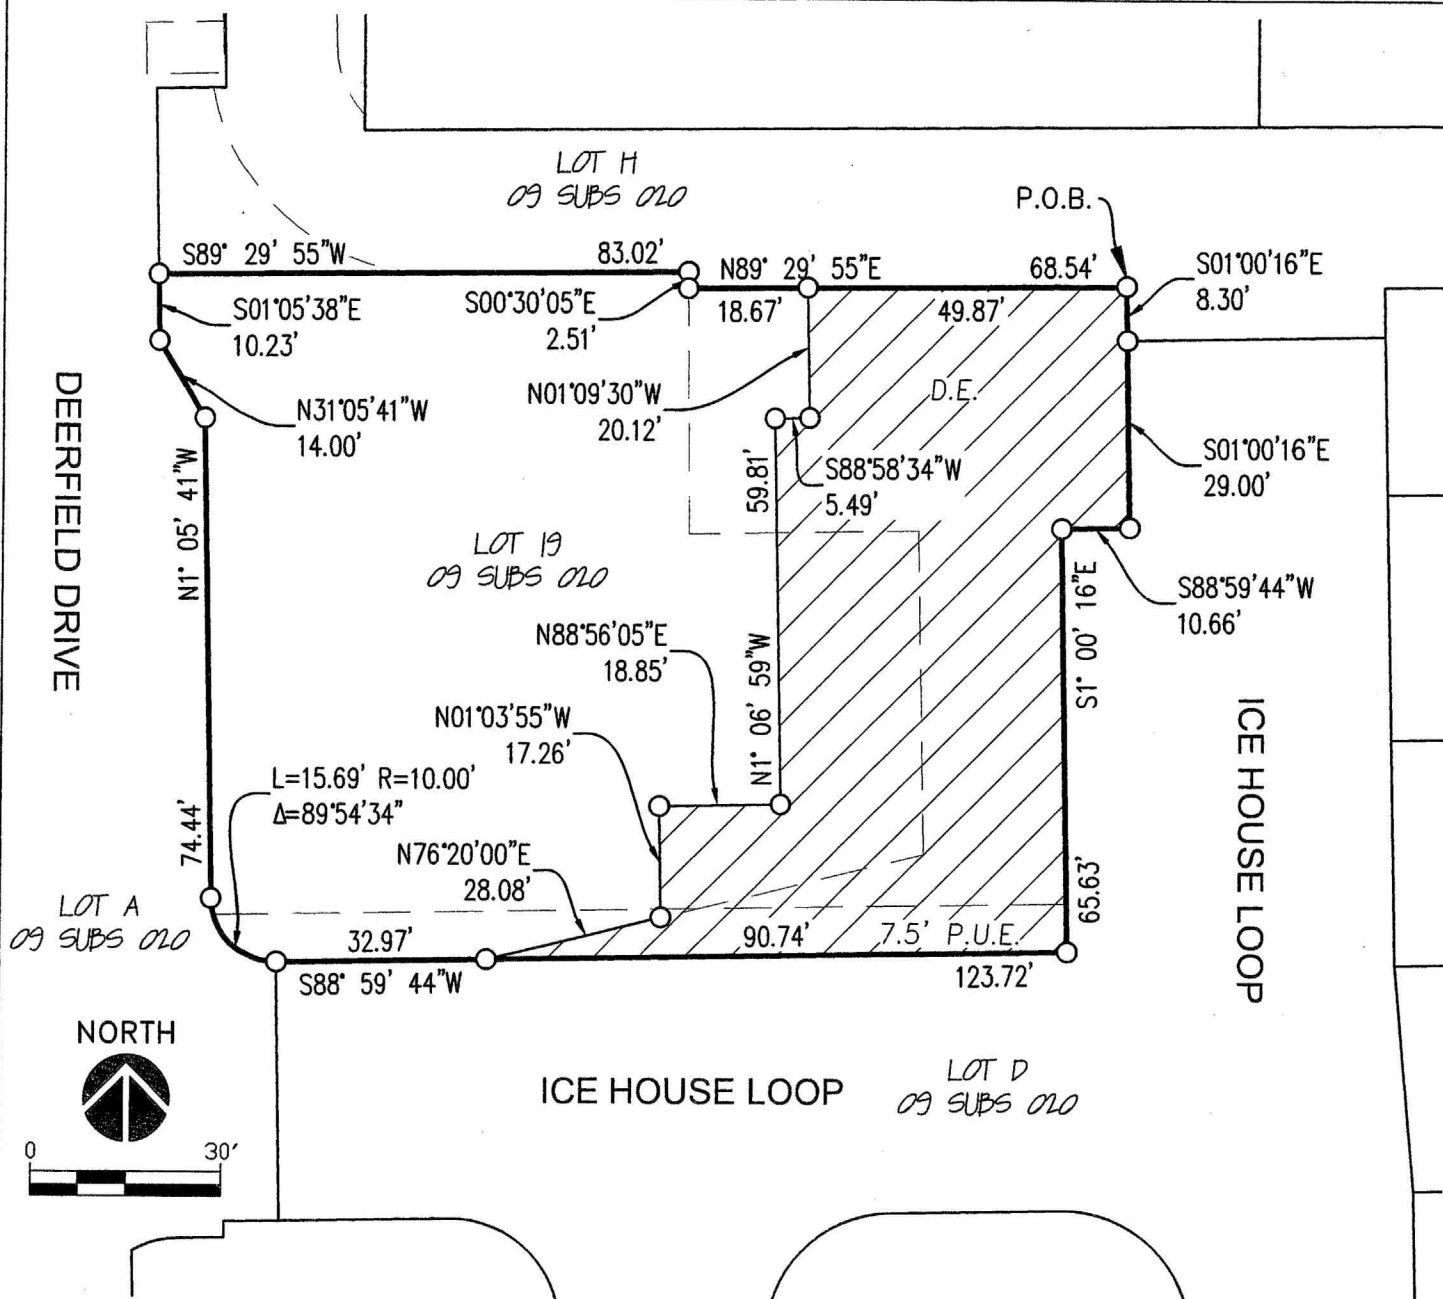 LOT H
09 SUBS 020
P.O.B.
S89° 29' 55"W
83.02'
N89° 29' 55"E
68.54'
S01°00'16"E
8.30'
S01°05'38"E
10.23'
S00°30'05"E
2.51'
18.67'
49.87'
N31°05'41"W
14.00'
N01°09'30"W
20.12'
D.E.
DEERFIELD DRIVE
N1° 05' 41"W
74.44'
59.81'
N1° 06' 59"W
S88°58'34"W
5.49'
S01°00'16"E
29.00'
LOT 19
09 SUBS 020
S88°59'44"W
10.66'
S1° 00' 16"E
65.63'
N88°56'05"E
18.85'
N01°03'55"W
17.26'
ICE HOUSE LOOP
L=15.69' R=10.00'
Δ=89°54'34"
N76°20'00"E
28.08'
LOT A
09 SUBS 020
32.97'
90.74'
7.5' P.U.E.
S88° 59' 44"W
123.72'
NORTH
0 30'
ICE HOUSE LOOP
LOT D
09 SUBS 020